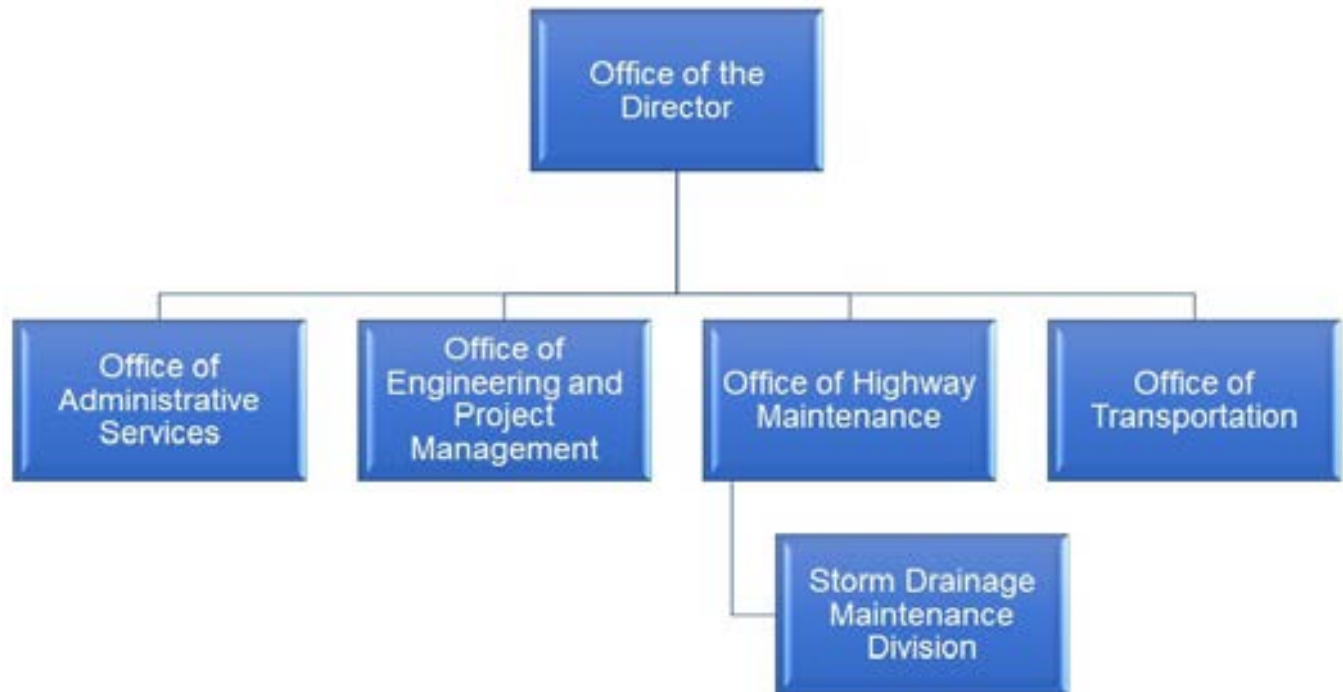 Office of the
Director
Office of
Administrative
Services
Office of
Engineering and
Project
Management
Office of Highway
Maintenance
Office of
Transportation
Storm Drainage
Maintenance
Division